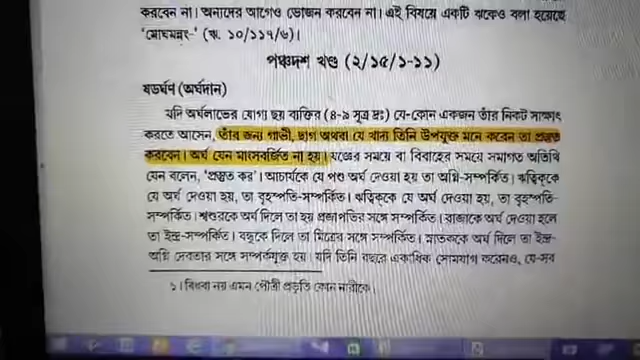 করবেন না। অন্যদের আগেও ভোজন করবেন না। এই বিষয়ে একটি ঋকেও বলা হয়েছে
‘মোঘমন্নং-’ (ঋ. ১০/১১৭/৬)।
পঞ্চদশ খণ্ড (২/১৫/১-১১)
ষডর্ঘণ (অর্ঘদান)
যদি অর্ঘলাভের যোগ্য ছয় ব্যক্তির (৪-৯ সূত্র দ্রঃ) যে-কোন একজন তাঁর নিকট সাক্ষাৎ
করতে আসেন, তাঁর জন্য গাভী, ছাগ অথবা যে খাদ্য তিনি উপযুক্ত মনে করেন তা প্রস্তুত
করবেন। অর্ঘ যেন মাংসবর্জিত না হয়। যজ্ঞের সময়ে বা বিবাহের সময়ে সমাগত অতিথি
যেন বলেন, ‘প্রস্তুত কর’। আচার্যকে যে পশু অর্ঘ দেওয়া হয় তা অগ্নি-সম্পর্কিত। ঋত্বিক্‌কে
যে অর্ঘ দেওয়া হয়, তা বৃহস্পতি-সম্পর্কিত। ঋত্বিক্‌কে যে অর্ঘ দেওয়া হয়, তা বৃহস্পতি-
সম্পর্কিত। শ্বশুরকে অর্ঘ দিলে তা হয় প্রজাপতির সঙ্গে সম্পর্কিত। রাজাকে অর্ঘ দেওয়া হলে
তা ইন্দ্র-সম্পর্কিত। বন্ধুকে দিলে তা মিত্রের সঙ্গে সম্পর্কিত। স্নাতককে অর্ঘ দিলে তা ইন্দ্র-
অগ্নি দেবতার সঙ্গে সম্পর্কযুক্ত হয়। যদি তিনি বছরে একাধিক সোমযাগ করেনও, যে-সব
১। বিধবা নয় এমন পৌত্রী প্রভৃতি কোন নারীকে।